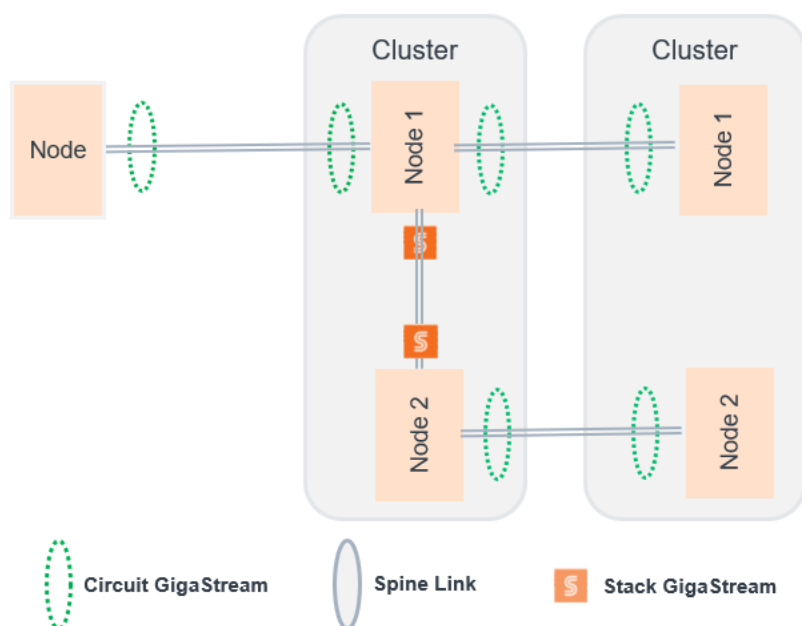 Cluster
Cluster
Node
Node 1
Node 1
S
S
Node 2
Node 2
Circuit GigaStream
Spine Link
S
Stack GigaStream